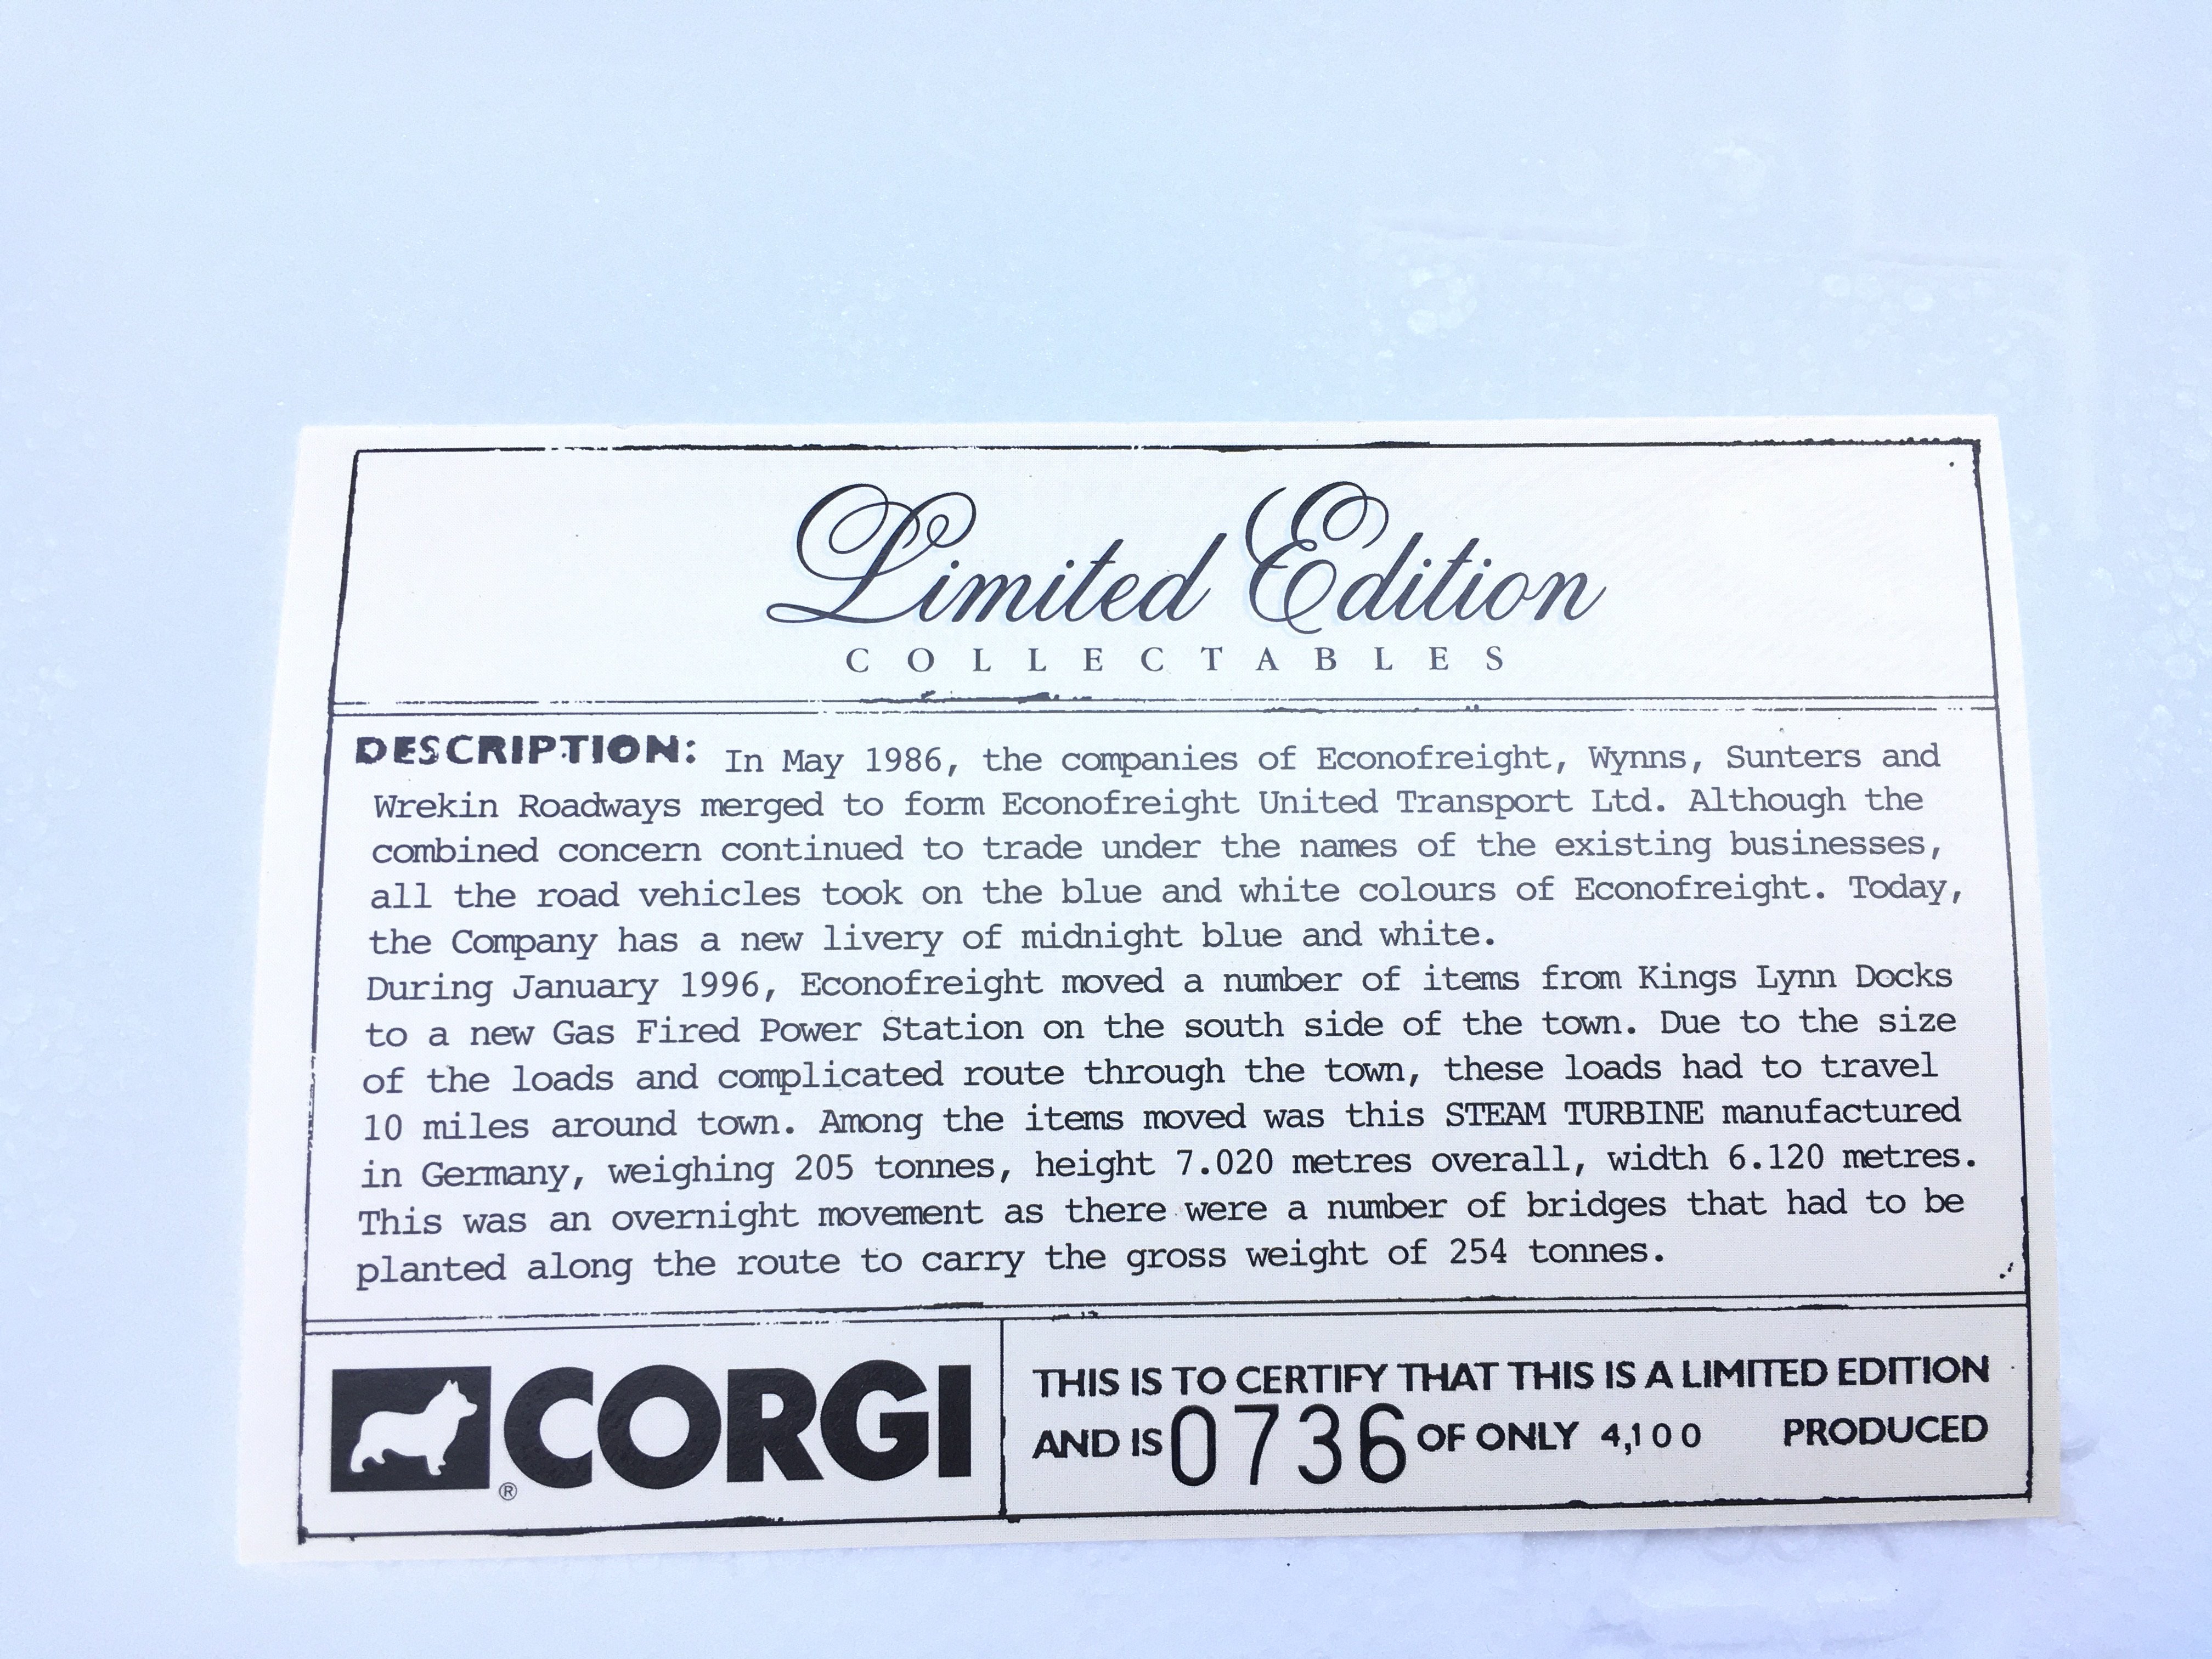 Limited Edition
COLLECTABLES
DESCRIPTION: In May 1986, the companies of Econofreight, Wynns, Sunters and
Wrekin Roadways merged to form Econofreight United Transport Ltd. Although the
combined concern continued to trade under the names of the existing businesses,
all the road vehicles took on the blue and white colours of Econofreight. Today,
the Company has a new livery of midnight blue and white.
During January 1996, Econofreight moved a number of items from Kings Lynn Docks
to a new Gas Fired Power Station on the south side of the town. Due to the size
of the loads and complicated route through the town, these loads had to travel
10 miles around town. Among the items moved was this STEAM TURBINE manufactured
in Germany, weighing 205 tonnes, height 7.020 metres overall, width 6.120 metres.
This was an overnight movement as there were a number of bridges that had to be
planted along the route to carry the gross weight of 254 tonnes.
CORGI
®
THIS IS TO CERTIFY THAT THIS IS A LIMITED EDITION
AND IS 0736 OF ONLY 4,100 PRODUCED